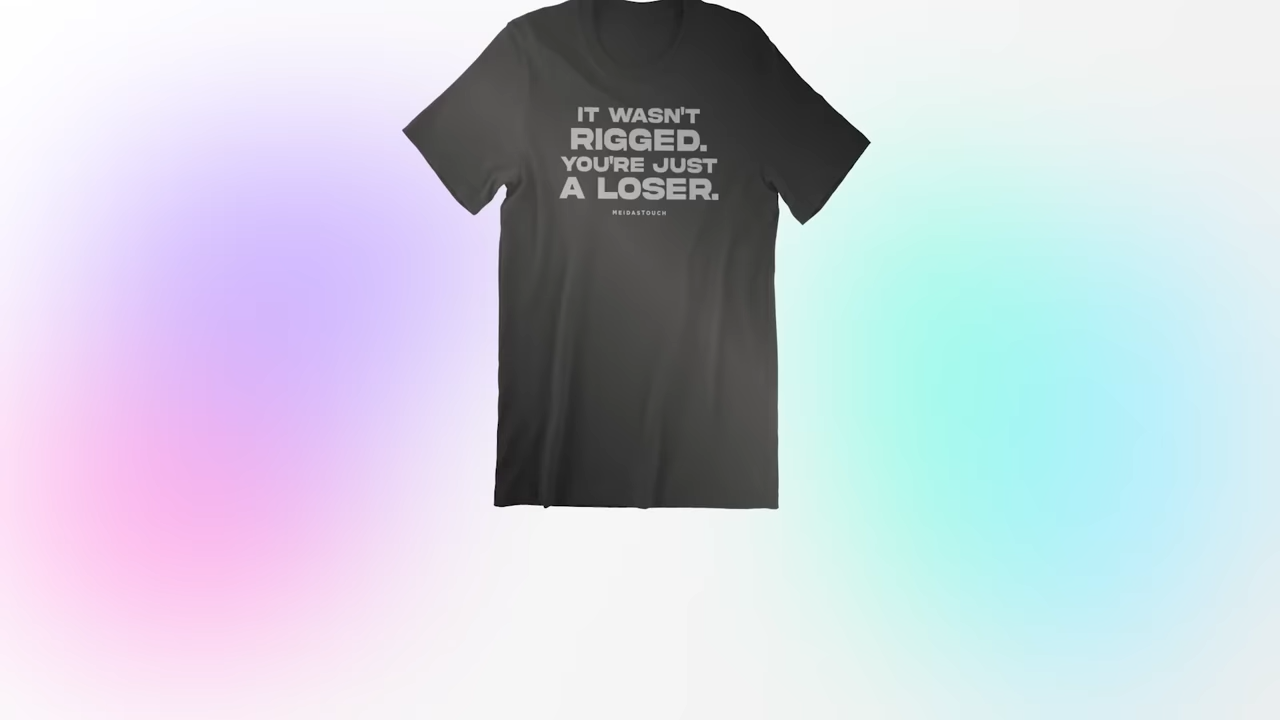 IT WASN'T
RIGGED.
YOU'RE JUST
A LOSER.
MEIDASTOUCH